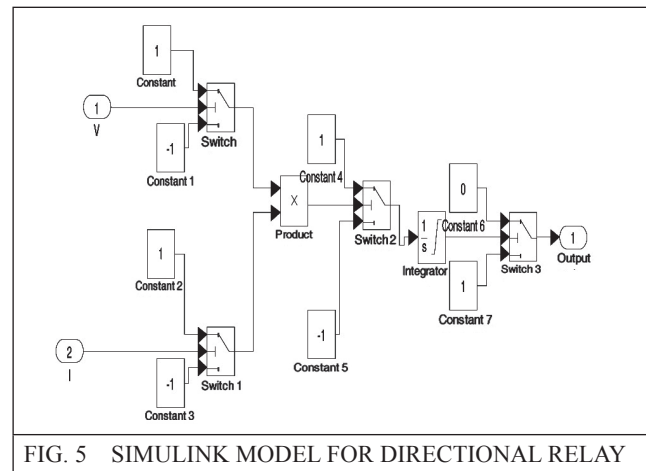 1
Constant
1
V
-1
Constant 1
Switch
1
Constant 2
2
I
-1
Constant 3
Switch 1
X
Product
1
Constant 4
Switch2
-1
Constant 5
1
s
Integrator
0
Constant 6
1
Constant 7
Switch 3
1
Output
FIG. 5 SIMULINK MODEL FOR DIRECTIONAL RELAY